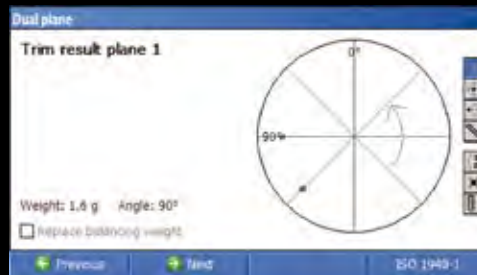 Dual plane
Trim result plane 1
0°
90°
Weight: 1,6 g Angle: 90°
Replace balancing weight
Previous Next ISO 1940-1